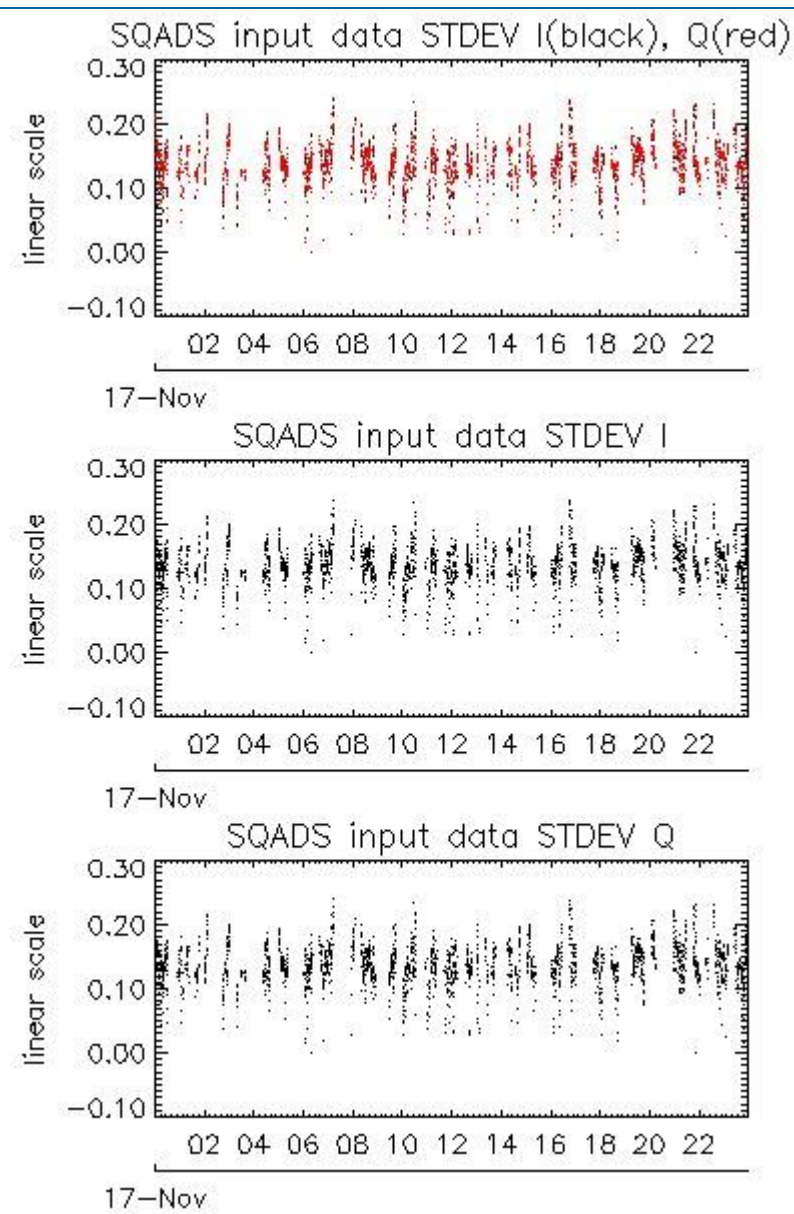 SQADS input data STDEV I(black), Q(red)
0.30
0.20
0.10
0.00
−0.10
linear scale
02 04 06 08 10 12 14 16 18 20 22
17−Nov
SQADS input data STDEV I
0.30
0.20
0.10
0.00
−0.10
linear scale
02 04 06 08 10 12 14 16 18 20 22
17−Nov
SQADS input data STDEV Q
0.30
0.20
0.10
0.00
−0.10
linear scale
02 04 06 08 10 12 14 16 18 20 22
17−Nov